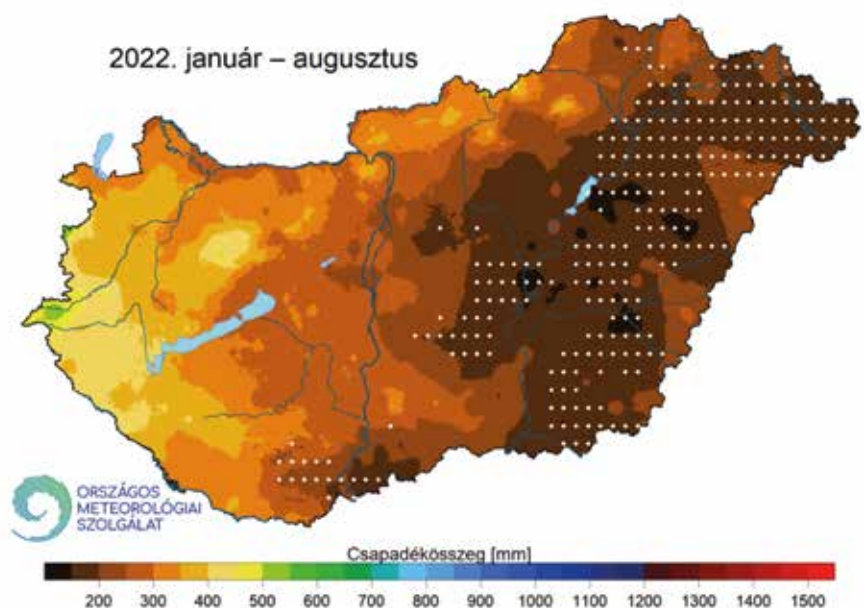 2022. január – augusztus
ORSZÁGOS
METEOROLÓGIAI
SZOLGÁLAT
Csapadékösszeg [mm]
200 300 400 500 600 700 800 900 1000 1100 1200 1300 1400 1500